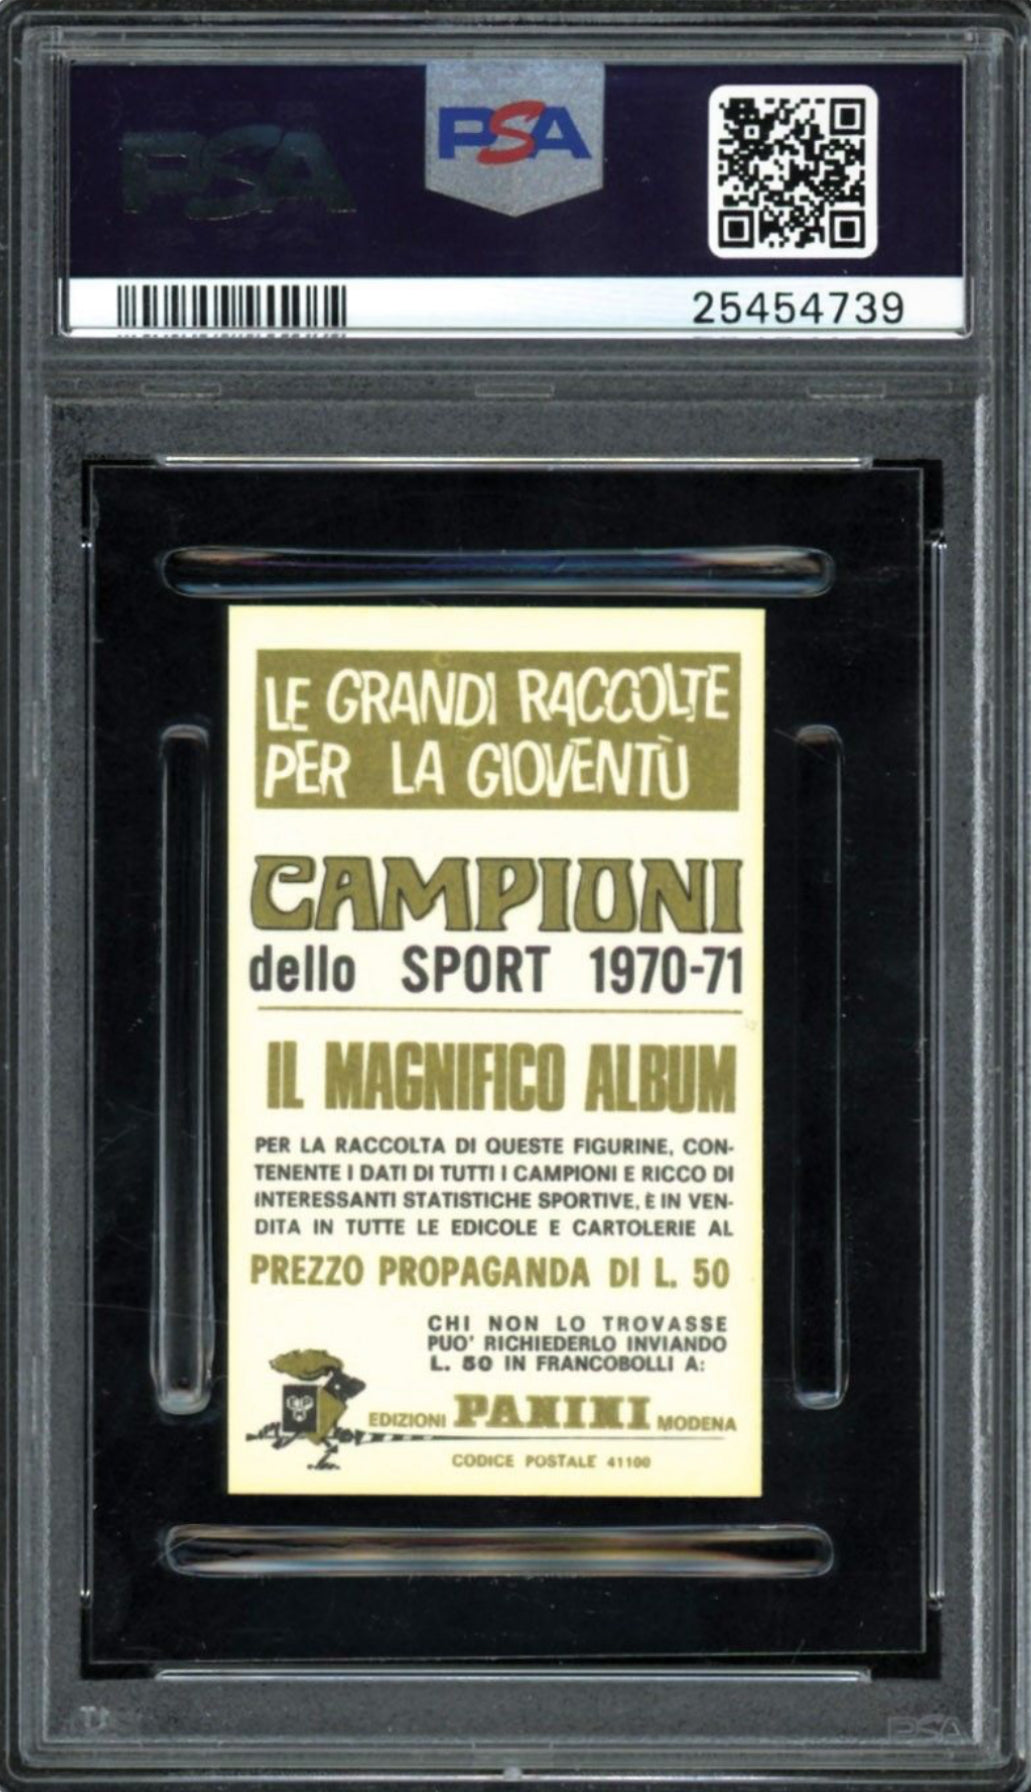 PSA
PSA
25454739
LE GRANDI RACCOLTE
PER LA GIOVENTÙ
CAMPIONI
dello SPORT 1970-71
IL MAGNIFICO ALBUM
PER LA RACCOLTA DI QUESTE FIGURINE, CON-
TENENTE I DATI DI TUTTI I CAMPIONI E RICCO DI
INTERESSANTI STATISTICHE SPORTIVE, È IN VEN-
DITA IN TUTTE LE EDICOLE E CARTOLERIE AL
PREZZO PROPAGANDA DI L. 50
CHI NON LO TROVASSE
PUO' RICHIEDERLO INVIANDO
L. 50 IN FRANCOBOLLI A:
EDIZIONI PANINI MODENA
CODICE POSTALE 41100
PSA